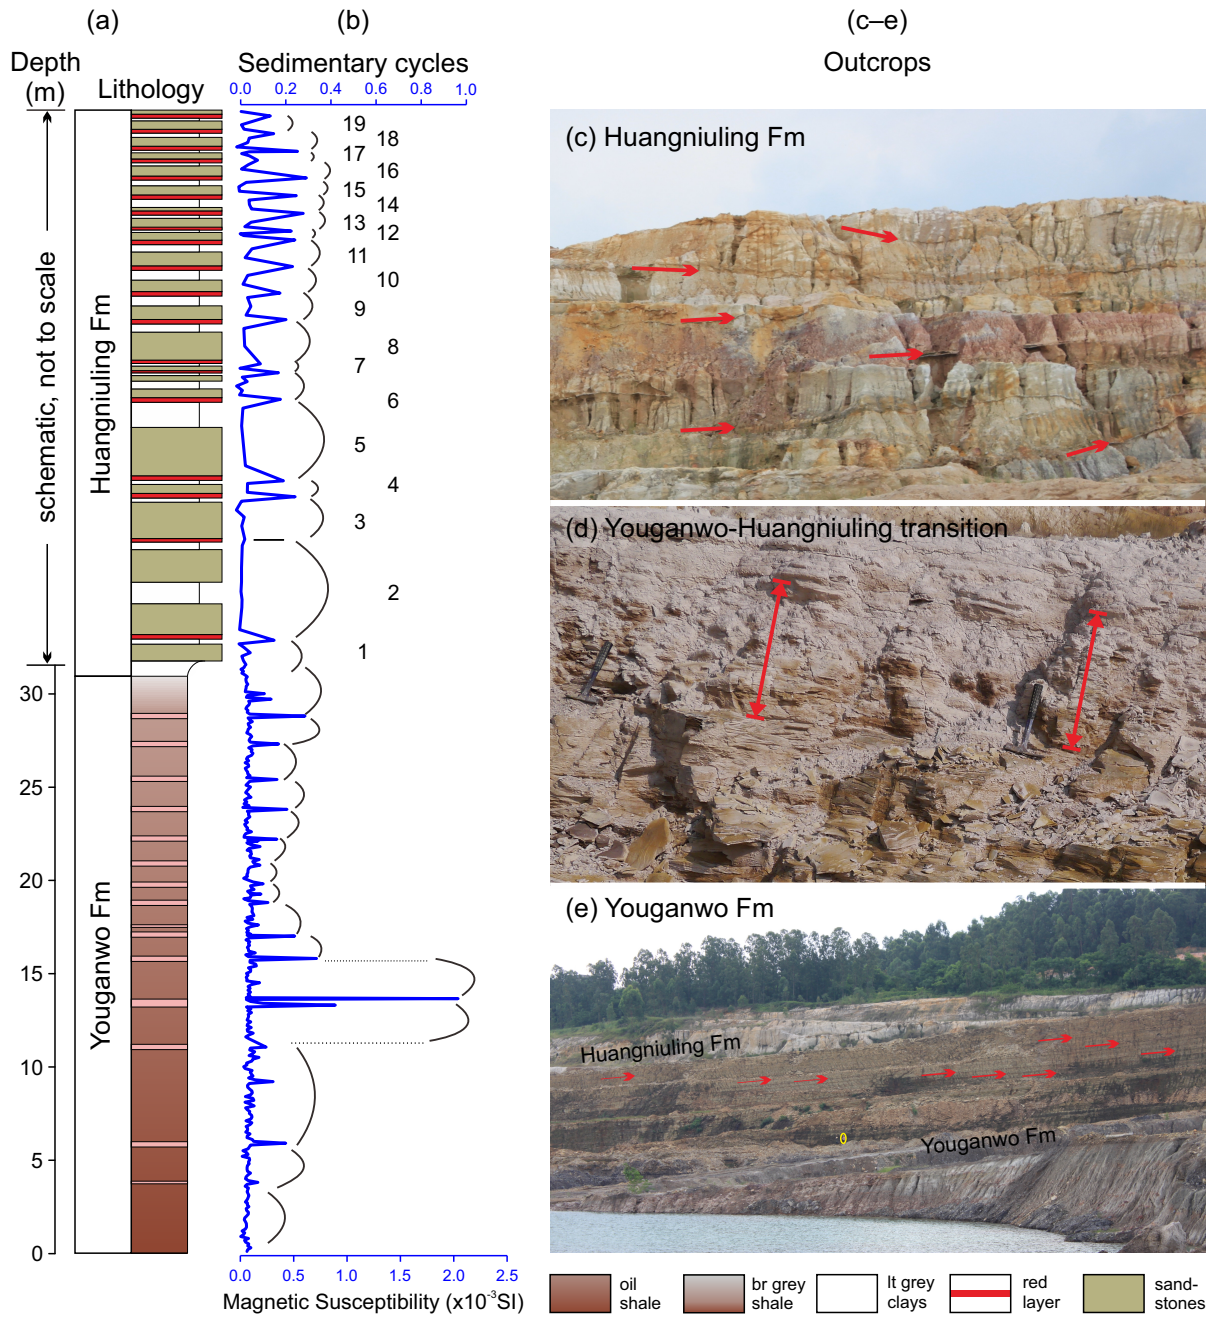 (a)
(b)
(c–e)
Depth
(m)
Lithology
Sedimentary cycles
Outcrops
0.0 0.2 0.4 0.6 0.8 1.0
schematic, not to scale
Huangniuling Fm
Youganwo Fm
19
18
17
16
15
14
13
12
11
10
9
8
7
6
5
4
3
2
1
30
25
20
15
10
5
0
0.0 0.5 1.0 1.5 2.0 2.5
Magnetic Susceptibility (x10⁻³SI)
(c) Huangniuling Fm
(d) Youganwo-Huangniuling transition
(e) Youganwo Fm
Huangniuling Fm
Youganwo Fm
oil
shale
br grey
shale
lt grey
clays
red
layer
sand-
stones